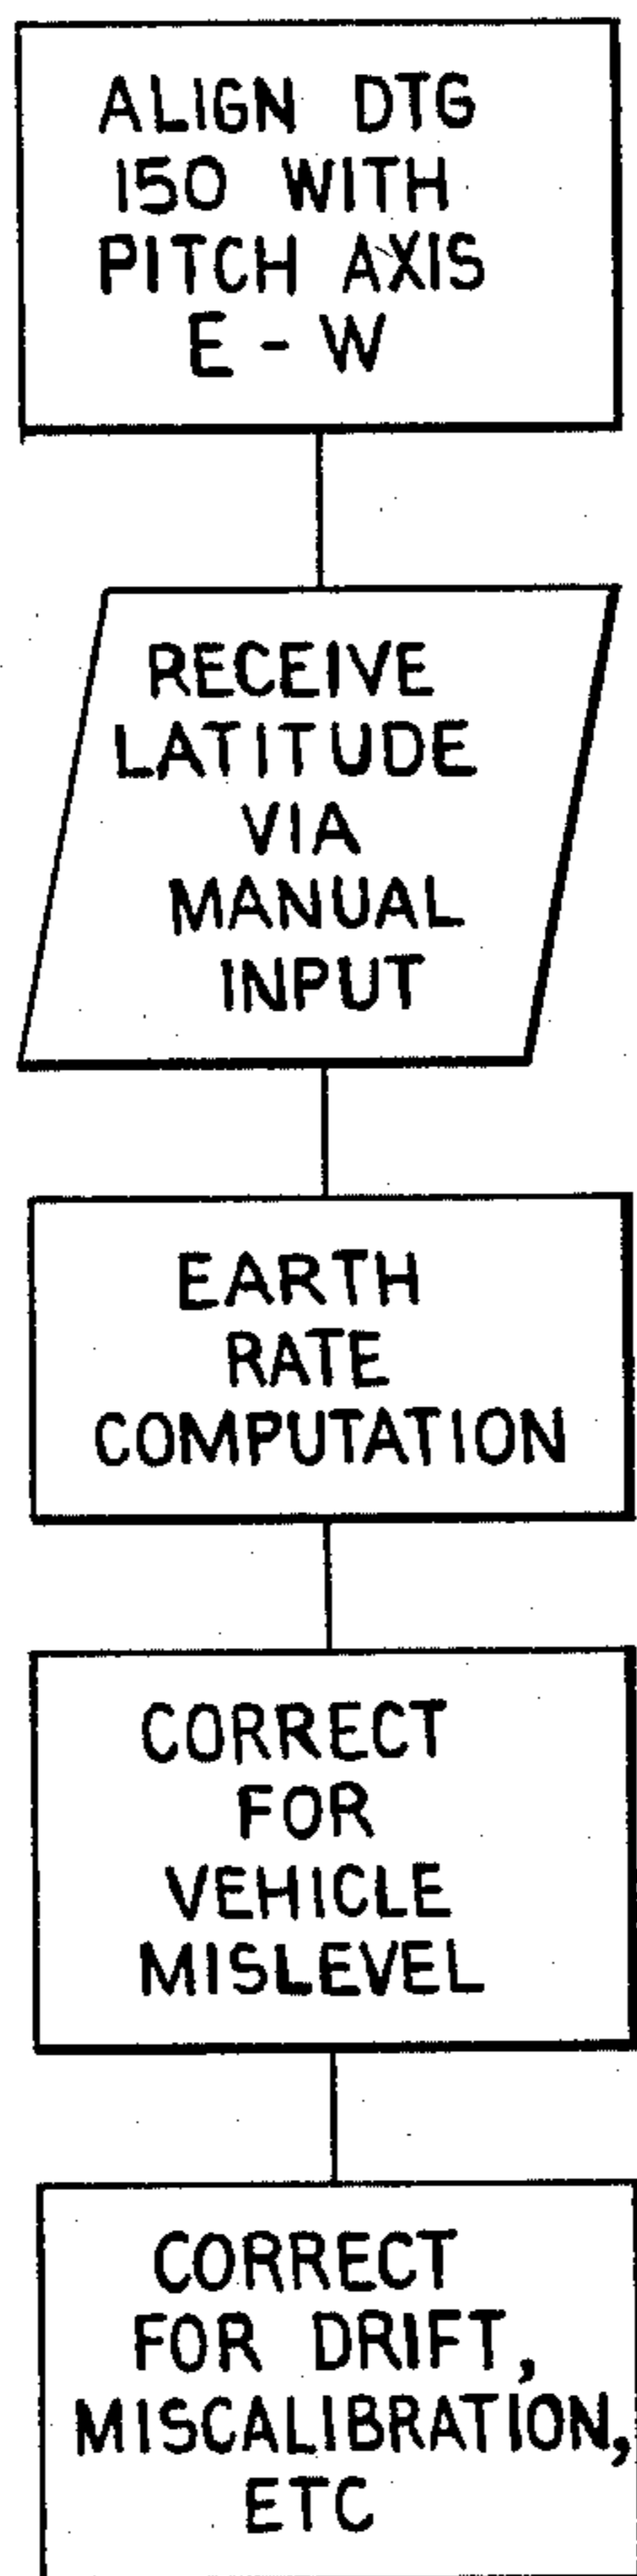 ALIGN DTG
150 WITH
PITCH AXIS
E - W
RECEIVE
LATITUDE
VIA
MANUAL
INPUT
EARTH
RATE
COMPUTATION
CORRECT
FOR
VEHICLE
MISLEVEL
CORRECT
FOR DRIFT,
MISCALIBRATION,
ETC